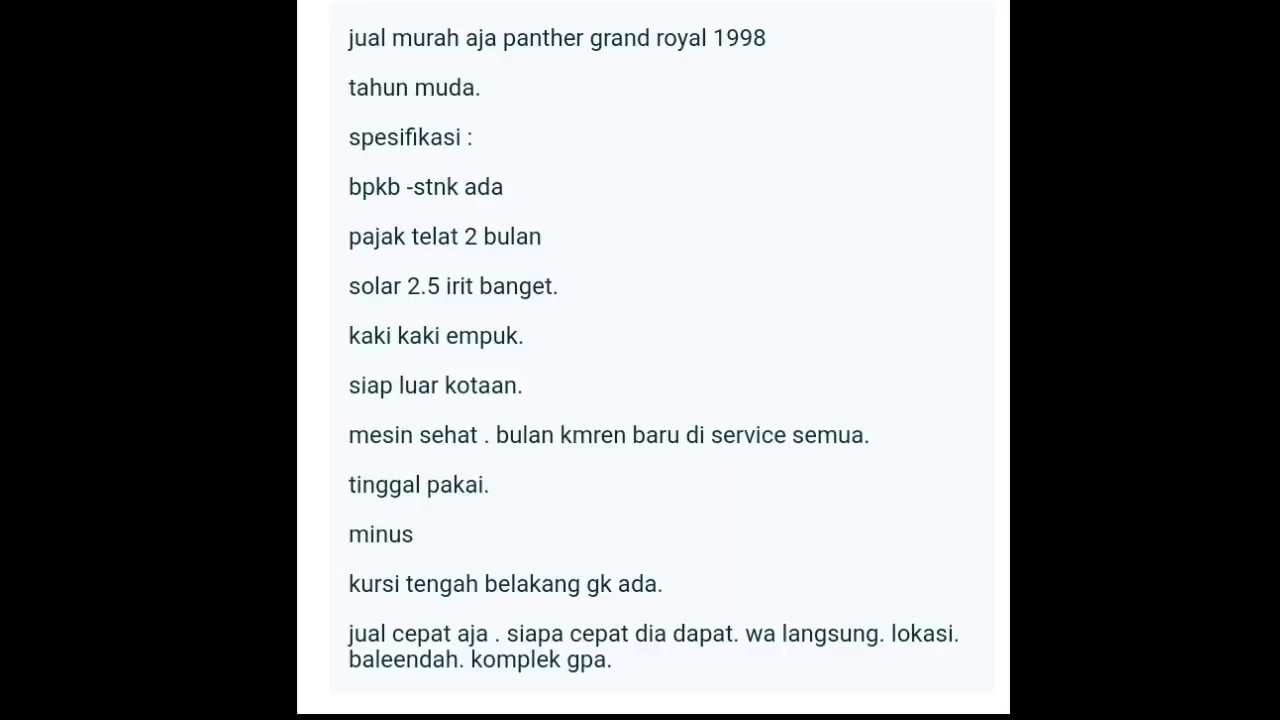 jual murah aja panther grand royal 1998
tahun muda.
spesifikasi :
bpkb -stnk ada
pajak telat 2 bulan
solar 2.5 irit banget.
kaki kaki empuk.
siap luar kotaan.
mesin sehat . bulan kmren baru di service semua.
tinggal pakai.
minus
kursi tengah belakang gk ada.
jual cepat aja . siapa cepat dia dapat. wa langsung. lokasi.
baleendah. komplek gpa.